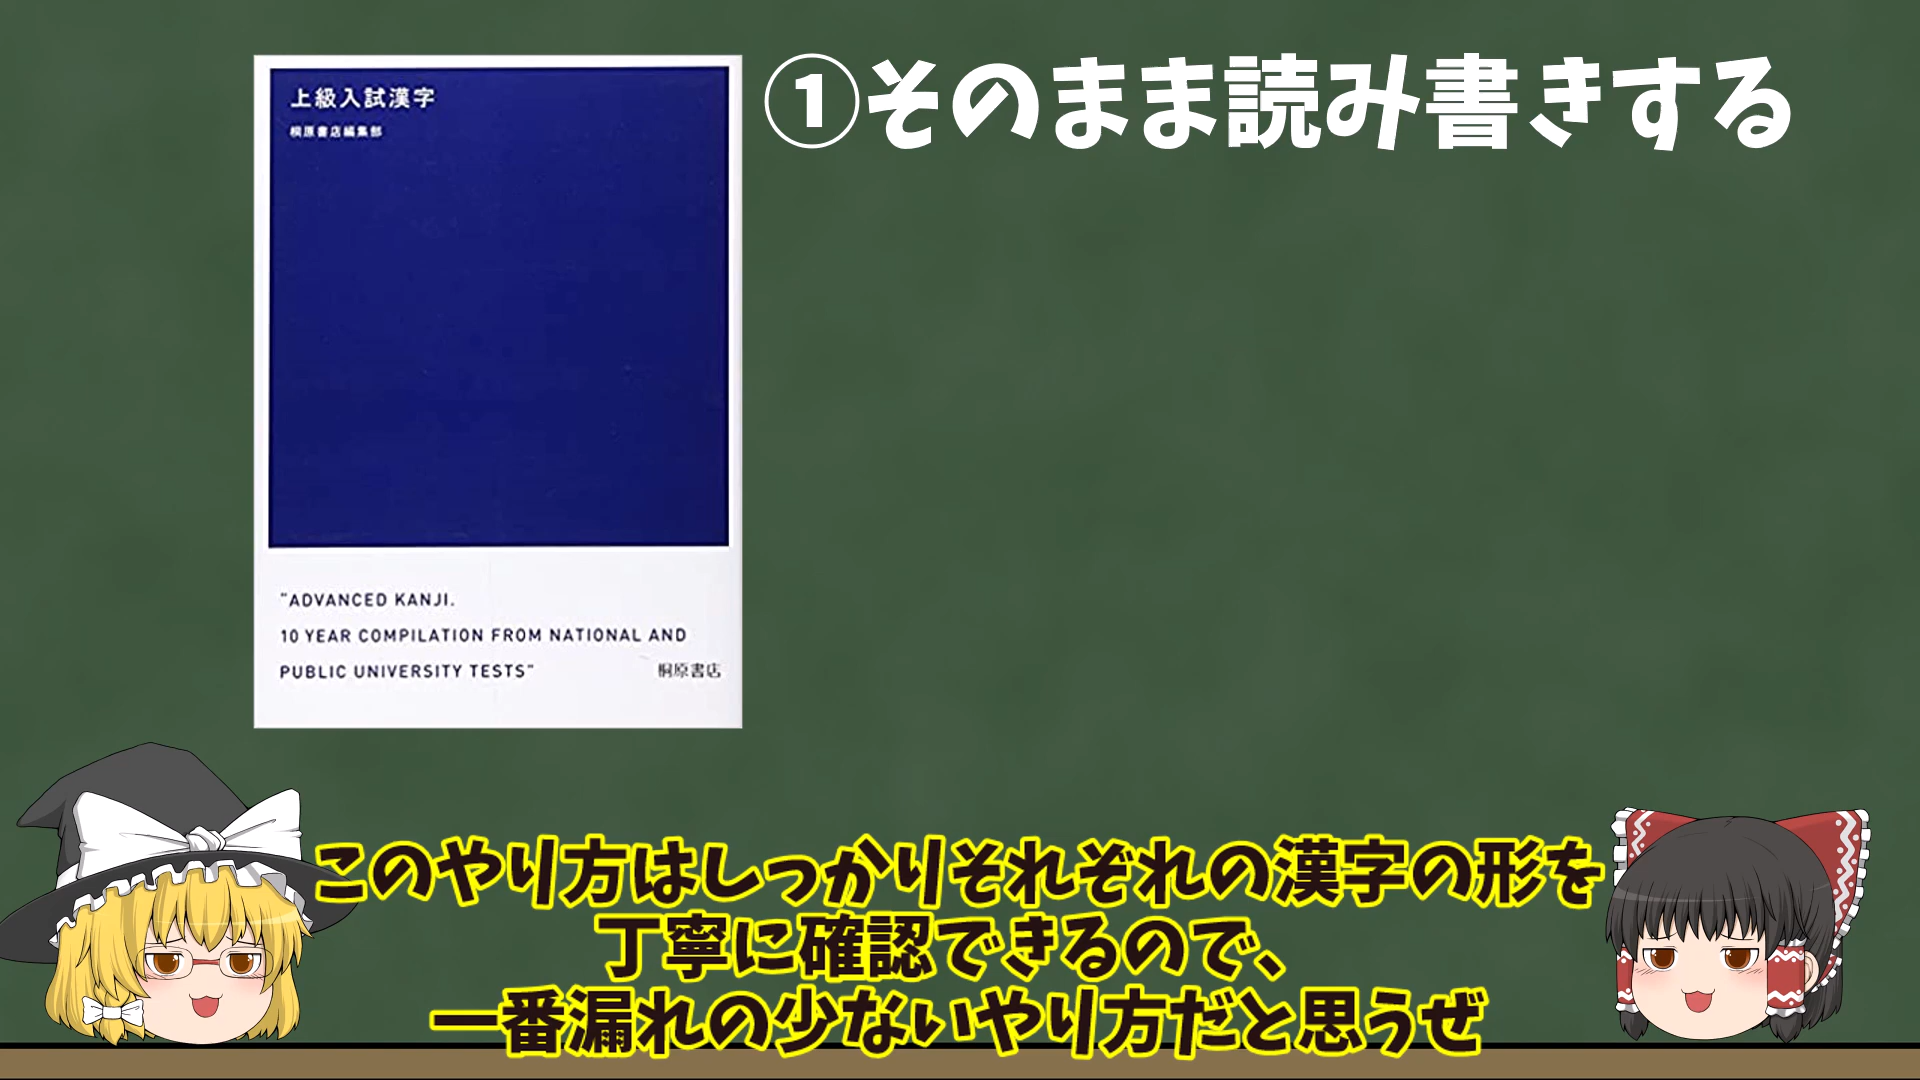 上級入試漢字
桐原書店編集部
①そのまま読み書きする
"ADVANCED KANJI.
10 YEAR COMPILATION FROM NATIONAL AND
PUBLIC UNIVERSITY TESTS"
桐原書店
このやり方はしっかりそれぞれの漢字の形を
丁寧に確認できるので、
一番漏れの少ないやり方だと思うぜ